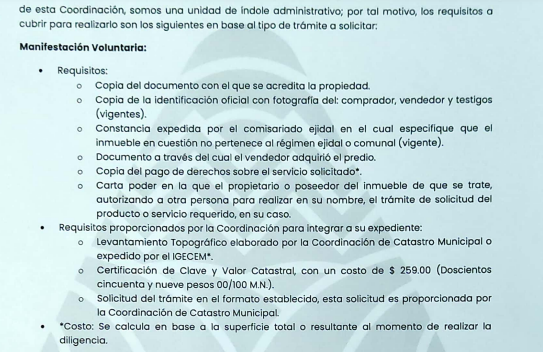 de esta Coordinación, somos una unidad de indole administrativo; por tal motivo, los requisitos a
cubrir para realizarlo son los siguientes en base al tipo de trámite a solicitar:
Manifestación Voluntaria:
• Requisitos:
o Copia del documento con el que se acredita la propiedad.
o Copia de la identificación oficial con fotografía del: comprador, vendedor y testigos
(vigentes).
o Constancia expedida por el comisariado ejidal en el cual especifique que el
inmueble en cuestión no pertenece al régimen ejidal o comunal (vigente).
o Documento a través del cual el vendedor adquirió el predio.
o Copia del pago de derechos sobre el servicio solicitado*.
o Carta poder en la que el propietario o poseedor del inmueble de que se trate,
autorizando a otra persona para realizar en su nombre, el trámite de solicitud del
producto o servicio requerido, en su caso.
• Requisitos proporcionados por la Coordinación para integrar a su expediente:
o Levantamiento Topográfico elaborado por la Coordinación de Catastro Municipal o
expedido por el IGECEM*.
o Certificación de Clave y Valor Catastral, con un costo de $ 259.00 (Doscientos
cincuenta y nueve pesos 00/100 M.N.).
o Solicitud del trámite en el formato establecido, esta solicitud es proporcionada por
la Coordinación de Catastro Municipal.
• *Costo: Se calcula en base a la superficie total o resultante al momento de realizar la
diligencia.